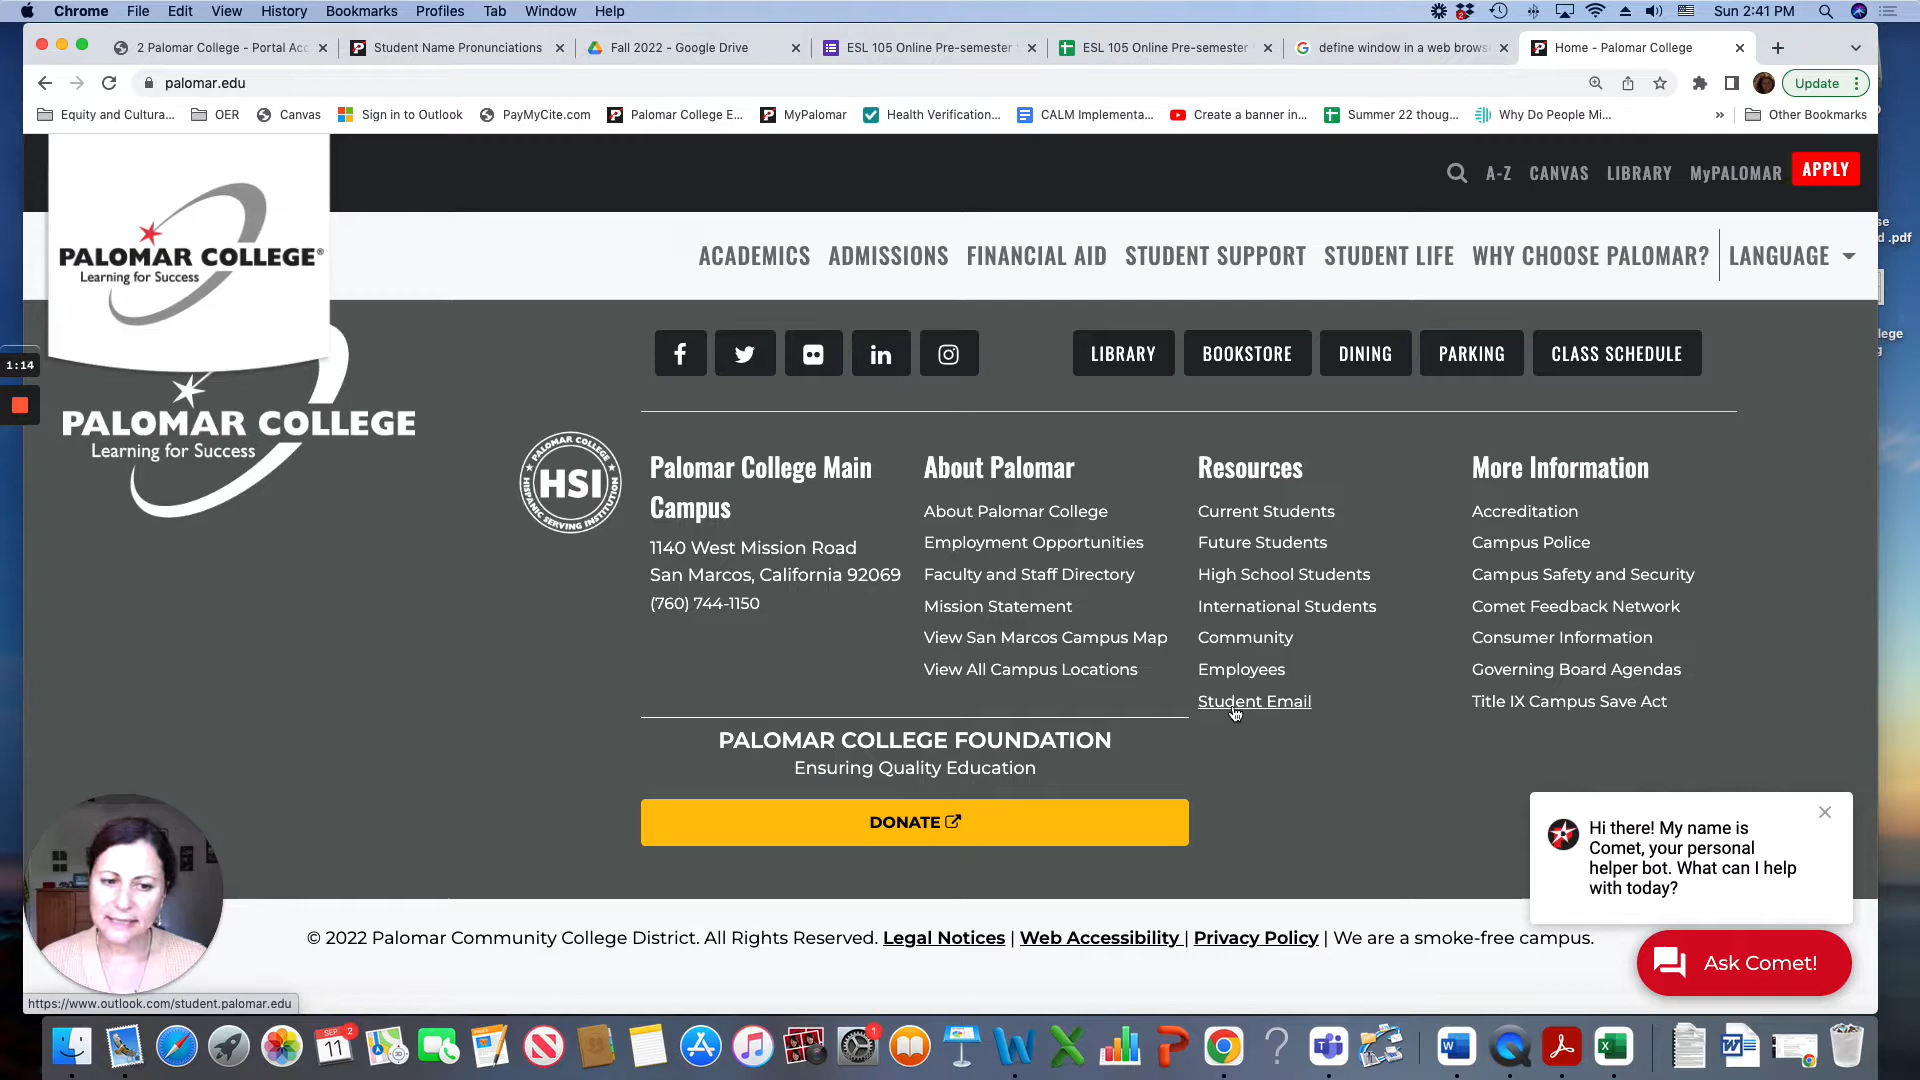 Chrome File Edit View History Bookmarks Profiles Tab Window Help
Sun 2:41 PM
2 Palomar College - Portal Acc
Student Name Pronunciations
Fall 2022 - Google Drive
ESL 105 Online Pre-semester
ESL 105 Online Pre-semester
define window in a web brows
Home - Palomar College
palomar.edu
Update
Equity and Cultura...
OER
Canvas
Sign in to Outlook
PayMyCite.com
Palomar College E...
MyPalomar
Health Verification...
CALM Implementa...
Create a banner in...
Summer 22 thoug...
Why Do People Mi...
»
Other Bookmarks
A-Z CANVAS LIBRARY MyPALOMAR APPLY
PALOMAR COLLEGE®
Learning for Success
ACADEMICS ADMISSIONS FINANCIAL AID STUDENT SUPPORT STUDENT LIFE WHY CHOOSE PALOMAR? LANGUAGE
1:14
PALOMAR COLLEGE
Learning for Success
LIBRARY BOOKSTORE DINING PARKING CLASS SCHEDULE
PALOMAR COLLEGE
HSI
HISPANIC SERVING INSTITUTION
Palomar College Main
Campus
1140 West Mission Road
San Marcos, California 92069
(760) 744-1150
About Palomar
About Palomar College
Employment Opportunities
Faculty and Staff Directory
Mission Statement
View San Marcos Campus Map
View All Campus Locations
Resources
Current Students
Future Students
High School Students
International Students
Community
Employees
Student Email
More Information
Accreditation
Campus Police
Campus Safety and Security
Comet Feedback Network
Consumer Information
Governing Board Agendas
Title IX Campus Save Act
PALOMAR COLLEGE FOUNDATION
Ensuring Quality Education
DONATE
Hi there! My name is
Comet, your personal
helper bot. What can I help
with today?
Ask Comet!
© 2022 Palomar Community College District. All Rights Reserved. Legal Notices | Web Accessibility | Privacy Policy | We are a smoke-free campus.
https://www.outlook.com/student.palomar.edu
SEP
11
2
1